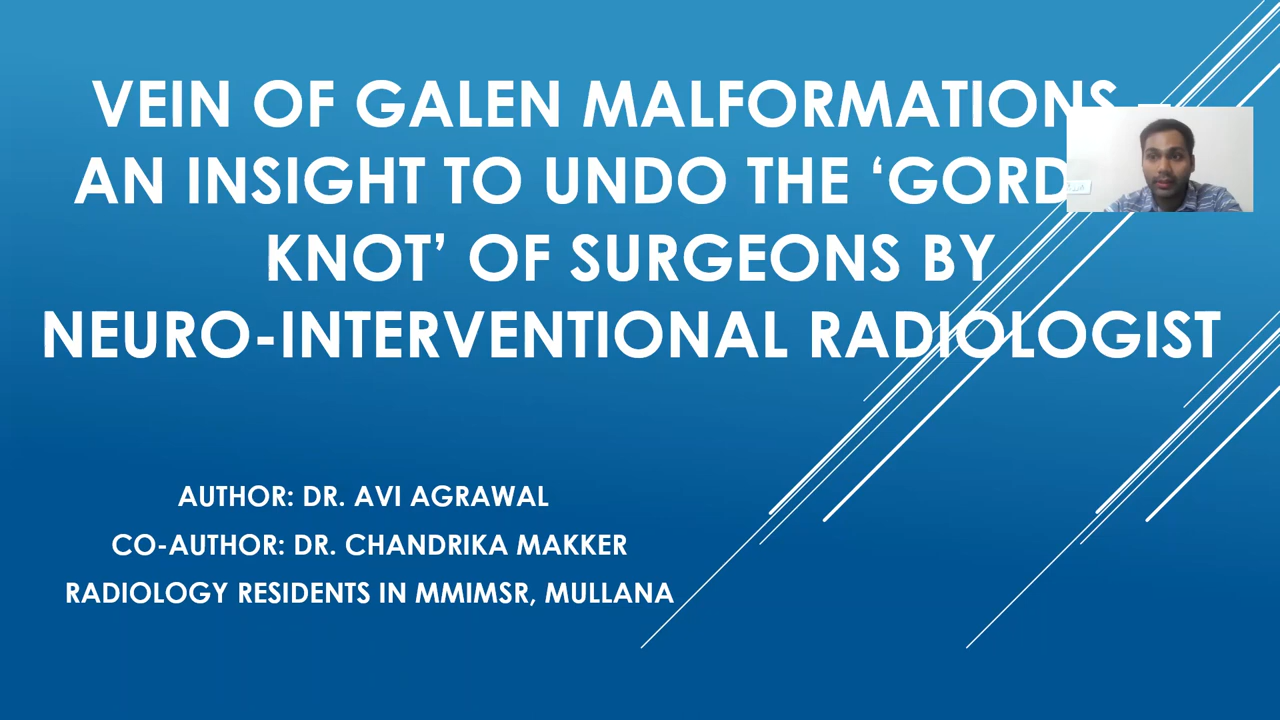 VEIN OF GALEN MALFORMATIONS –
AN INSIGHT TO UNDO THE ‘GORD
KNOT’ OF SURGEONS BY
NEURO-INTERVENTIONAL RADIOLOGIST
AUTHOR: DR. AVI AGRAWAL
CO-AUTHOR: DR. CHANDRIKA MAKKER
RADIOLOGY RESIDENTS IN MMIMSR, MULLANA